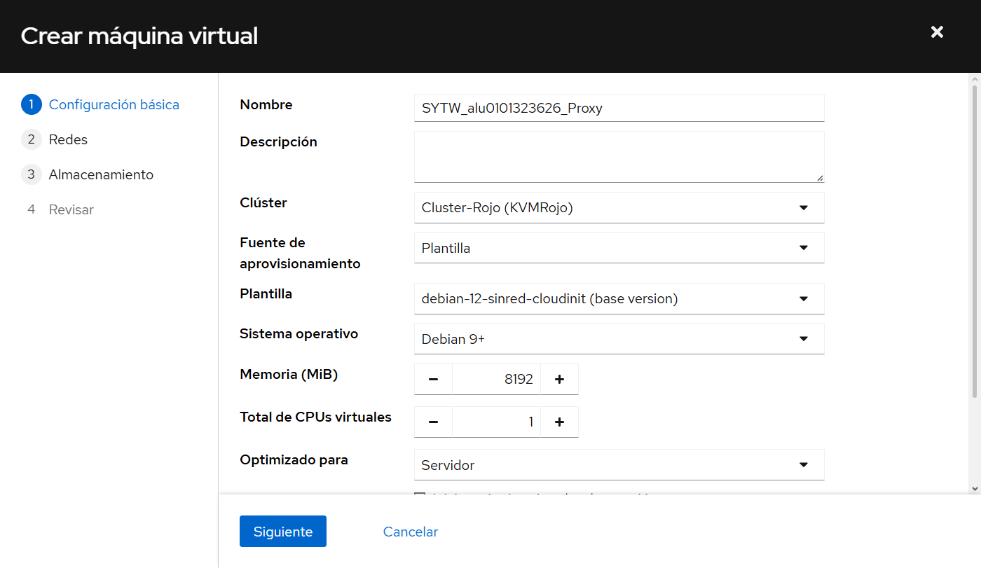 Crear máquina virtual
1 Configuración básica
2 Redes
3 Almacenamiento
4 Revisar
Nombre
SYTW_alu0101323626_Proxy
Descripción
Clúster
Cluster-Rojo (KVMRojo)
Fuente de
aprovisionamiento
Plantilla
Plantilla
debian-12-sinred-cloudinit (base version)
Sistema operativo
Debian 9+
Memoria (MiB)
8192
Total de CPUs virtuales
1
Optimizado para
Servidor
Siguiente
Cancelar